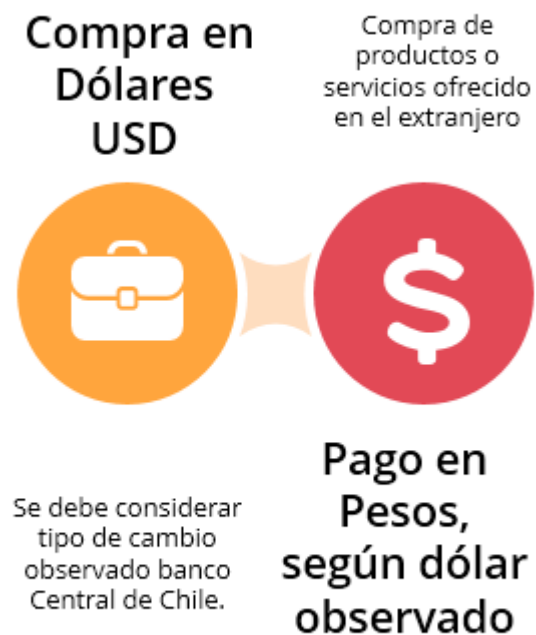 Compra en
Dólares
USD
Compra de
productos o
servicios ofrecido
en el extranjero
Se debe considerar
tipo de cambio
observado banco
Central de Chile.
Pago en
Pesos,
según dólar
observado